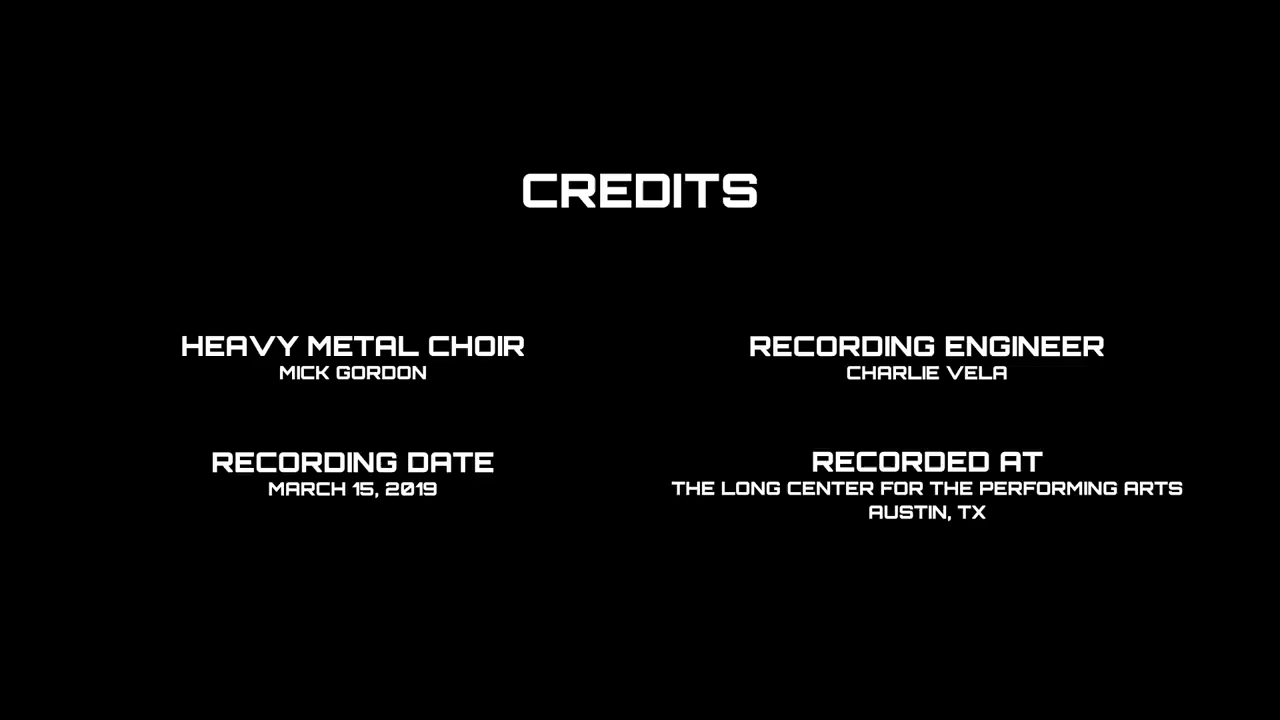 CREDITS
HEAVY METAL CHOIR
MICK GORDON
RECORDING ENGINEER
CHARLIE VELA
RECORDING DATE
MARCH 15, 2019
RECORDED AT
THE LONG CENTER FOR THE PERFORMING ARTS
AUSTIN, TX